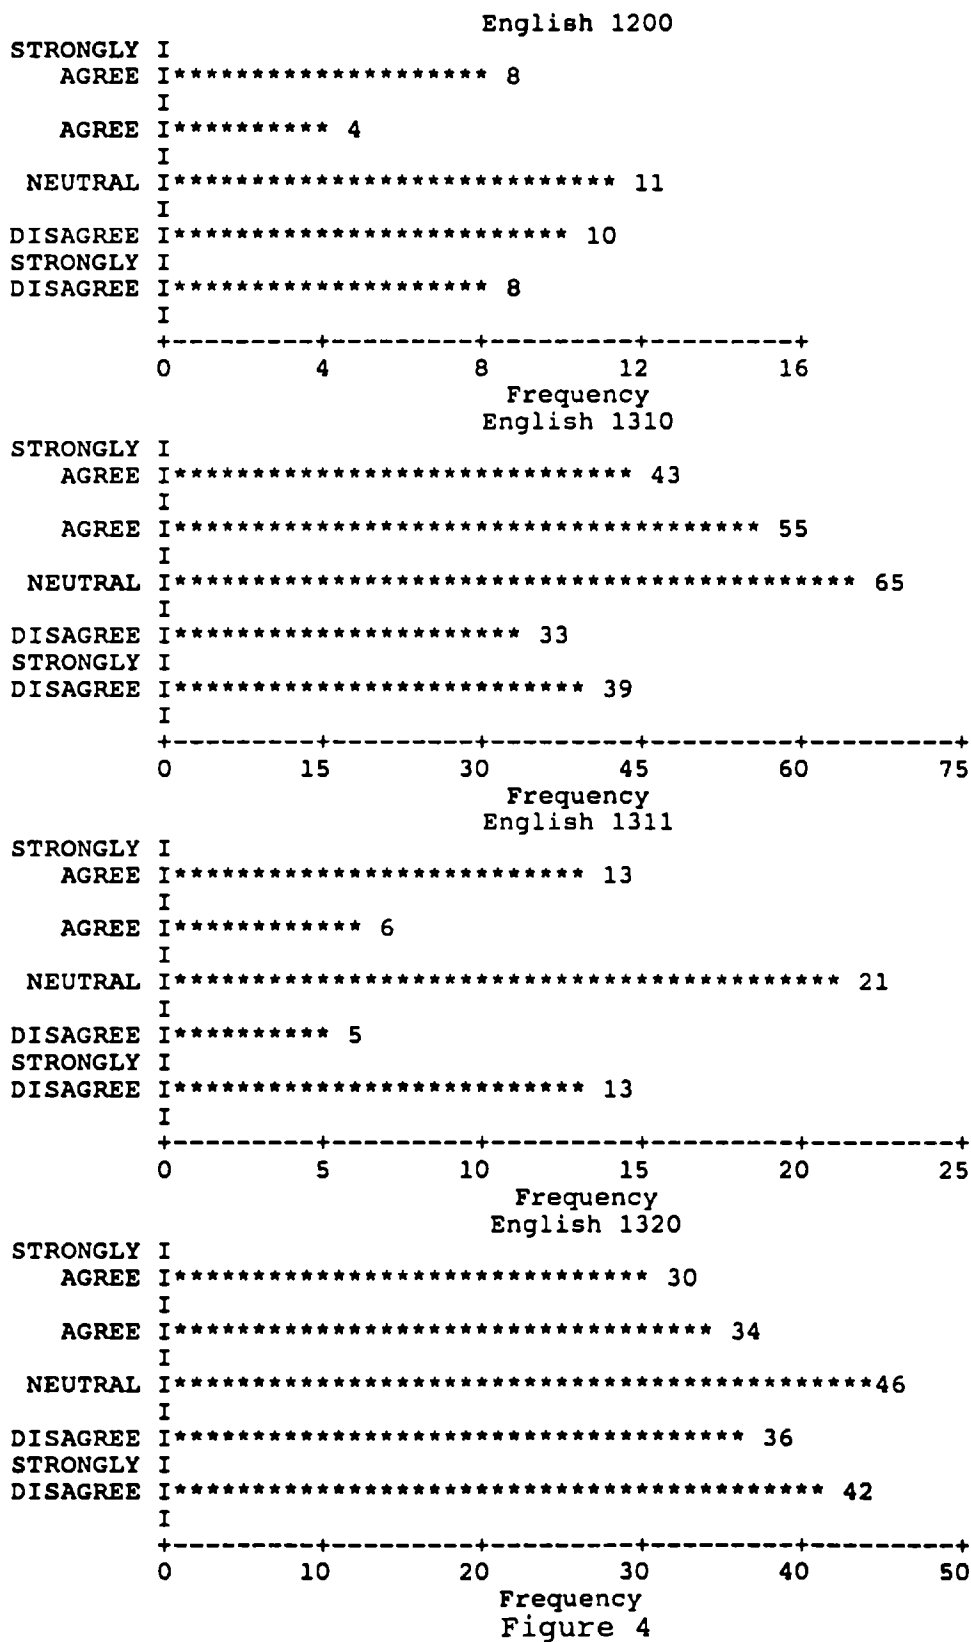 English 1200
STRONGLY I
AGREE I******************** 8
I
AGREE I********** 4
I
NEUTRAL I**************************** 11
I
DISAGREE I************************* 10
STRONGLY I
DISAGREE I******************** 8
I
+---------+---------+---------+---------+
0 4 8 12 16
Frequency
English 1310
STRONGLY I
AGREE I***************************** 43
I
AGREE I************************************* 55
I
NEUTRAL I******************************************* 65
I
DISAGREE I********************** 33
STRONGLY I
DISAGREE I************************** 39
I
+---------+---------+---------+---------+---------+
0 15 30 45 60 75
Frequency
English 1311
STRONGLY I
AGREE I************************** 13
I
AGREE I************ 6
I
NEUTRAL I****************************************** 21
I
DISAGREE I********** 5
STRONGLY I
DISAGREE I************************** 13
I
+---------+---------+---------+---------+---------+
0 5 10 15 20 25
Frequency
English 1320
STRONGLY I
AGREE I****************************** 30
I
AGREE I********************************** 34
I
NEUTRAL I********************************************46
I
DISAGREE I************************************ 36
STRONGLY I
DISAGREE I***************************************** 42
I
+---------+---------+---------+---------+---------+
0 10 20 30 40 50
Frequency
Figure 4